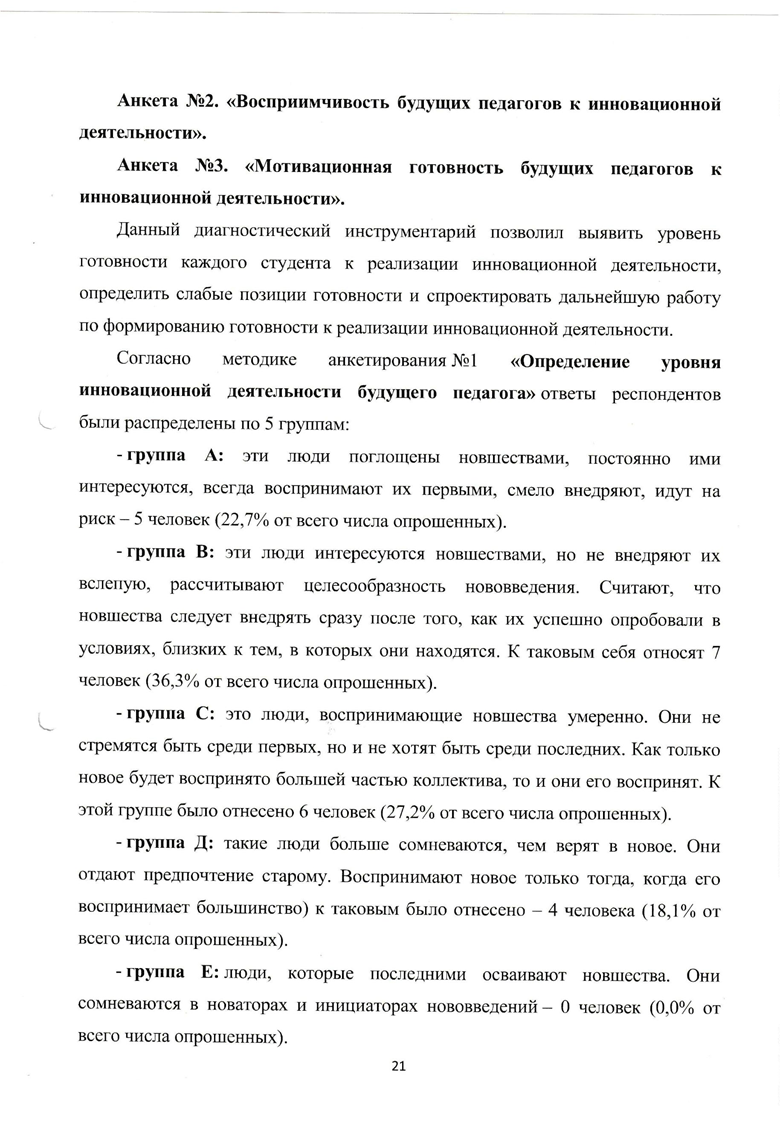 Анкета №2. «Восприимчивость будущих педагогов к инновационной
деятельности».
Анкета №3. «Мотивационная готовность будущих педагогов к
инновационной деятельности».
Данный диагностический инструментарий позволил выявить уровень
готовности каждого студента к реализации инновационной деятельности,
определить слабые позиции готовности и спроектировать дальнейшую работу
по формированию готовности к реализации инновационной деятельности.
Согласно методике анкетирования №1 «Определение уровня
инновационной деятельности будущего педагога» ответы респондентов
были распределены по 5 группам:
- группа А: эти люди поглощены новшествами, постоянно ими
интересуются, всегда воспринимают их первыми, смело внедряют, идут на
риск – 5 человек (22,7% от всего числа опрошенных).
- группа В: эти люди интересуются новшествами, но не внедряют их
вслепую, рассчитывают целесообразность нововведения. Считают, что
новшества следует внедрять сразу после того, как их успешно опробовали в
условиях, близких к тем, в которых они находятся. К таковым себя относят 7
человек (36,3% от всего числа опрошенных).
- группа С: это люди, воспринимающие новшества умеренно. Они не
стремятся быть среди первых, но и не хотят быть среди последних. Как только
новое будет воспринято большей частью коллектива, то и они его воспринят. К
этой группе было отнесено 6 человек (27,2% от всего числа опрошенных).
- группа Д: такие люди больше сомневаются, чем верят в новое. Они
отдают предпочтение старому. Воспринимают новое только тогда, когда его
воспринимает большинство) к таковым было отнесено – 4 человека (18,1% от
всего числа опрошенных).
- группа Е: люди, которые последними осваивают новшества. Они
сомневаются в новаторах и инициаторах нововведений – 0 человек (0,0% от
всего числа опрошенных).
21